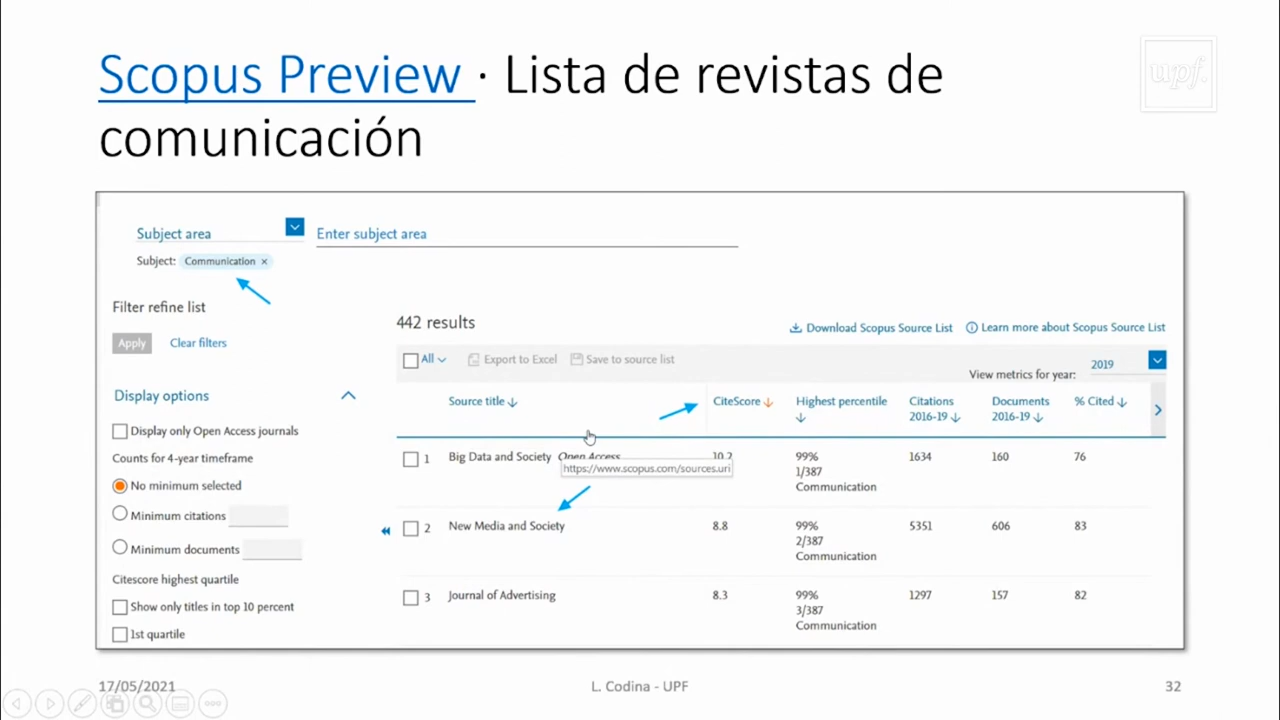 Scopus Preview · Lista de revistas de
comunicación
upf.
Subject area
Enter subject area
Subject: Communication ×
Filter refine list
Apply Clear filters
442 results
Download Scopus Source List Learn more about Scopus Source List
All Export to Excel Save to source list
View metrics for year: 2019
Display options
Display only Open Access journals
Counts for 4-year timeframe
No minimum selected
Minimum citations
Minimum documents
Citescore highest quartile
Show only titles in top 10 percent
1st quartile
Source title ↓ CiteScore ↓ Highest percentile ↓ Citations 2016-19 ↓ Documents 2016-19 ↓ % Cited ↓
1 Big Data and Society Open Access 10.2 99% 1634 160 76
1/387
Communication
https://www.scopus.com/sources.uri
2 New Media and Society 8.8 99% 5351 606 83
2/387
Communication
3 Journal of Advertising 8.3 99% 1297 157 82
3/387
Communication
17/05/2021 L. Codina - UPF 32